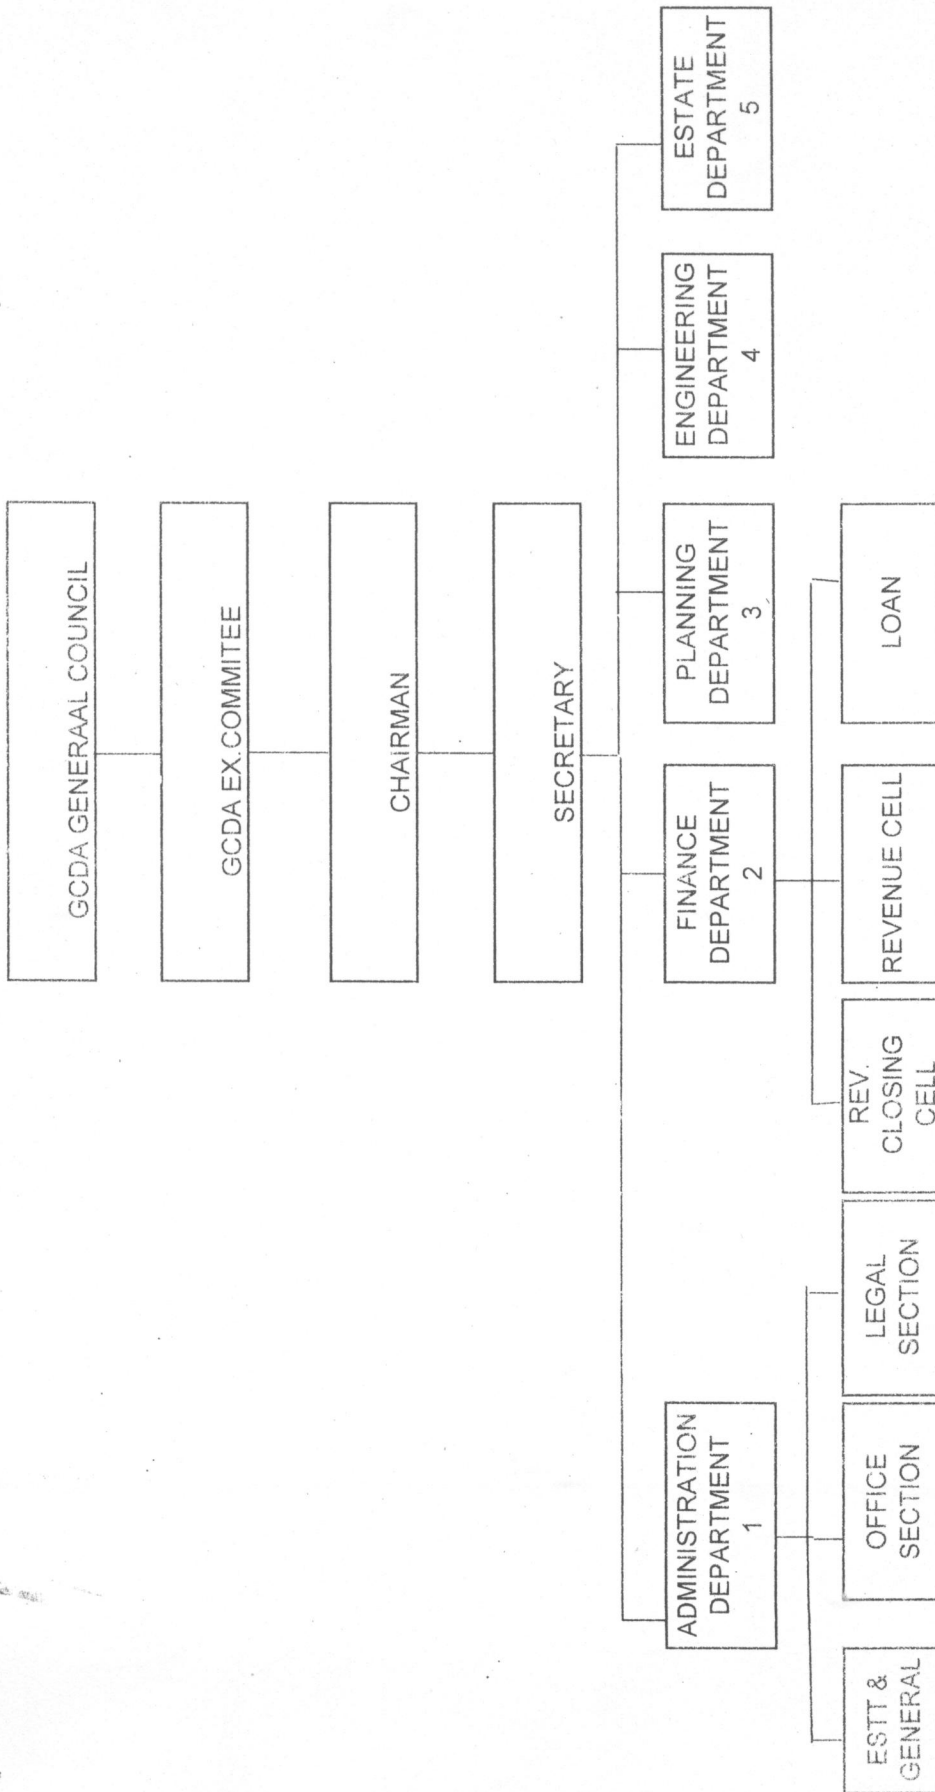 GCDA GENERAAL COUNCIL
GCDA EX.COMMITEE
CHAIRMAN
SECRETARY
ADMINISTRATION
DEPARTMENT
1
FINANCE
DEPARTMENT
2
PLANNING
DEPARTMENT
3
ENGINEERING
DEPARTMENT
4
ESTATE
DEPARTMENT
5
ESTT &
GENERAL
OFFICE
SECTION
LEGAL
SECTION
REV.
CLOSING
CELL
REVENUE CELL
LOAN